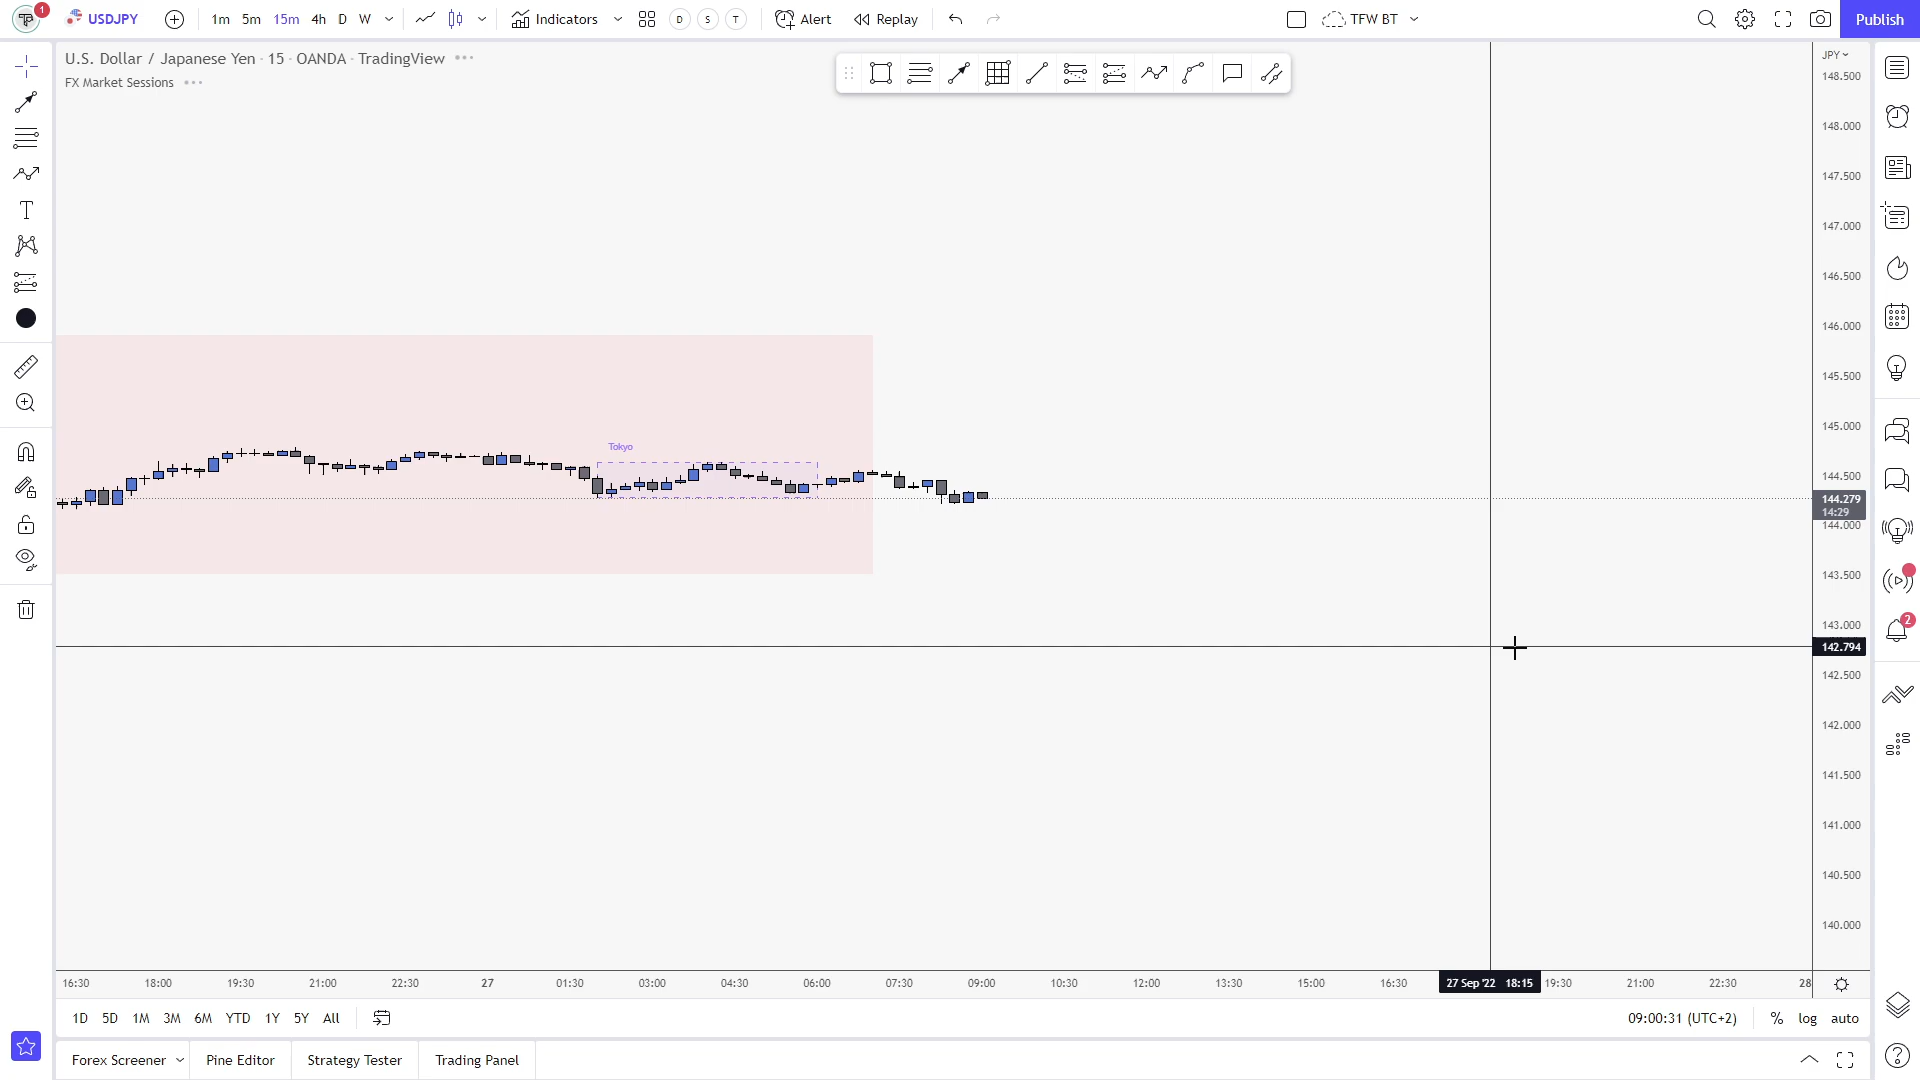 1
USDJPY
1m 5m 15m 4h D W
Indicators
D S T
Alert
Replay
TFW BT
Publish
U.S. Dollar / Japanese Yen · 15 · OANDA · TradingView
FX Market Sessions
JPY
148.500
148.000
147.500
147.000
146.500
146.000
145.500
145.000
144.500
144.279
14:29
144.000
143.500
143.000
142.794
142.500
142.000
141.500
141.000
140.500
140.000
Tokyo
2
16:30 18:00 19:30 21:00 22:30 27 01:30 03:00 04:30 06:00 07:30 09:00 10:30 12:00 13:30 15:00 16:30 27 Sep '22 18:15 19:30 21:00 22:30 28
1D 5D 1M 3M 6M YTD 1Y 5Y All
09:00:31 (UTC+2)
% log auto
Forex Screener Pine Editor Strategy Tester Trading Panel